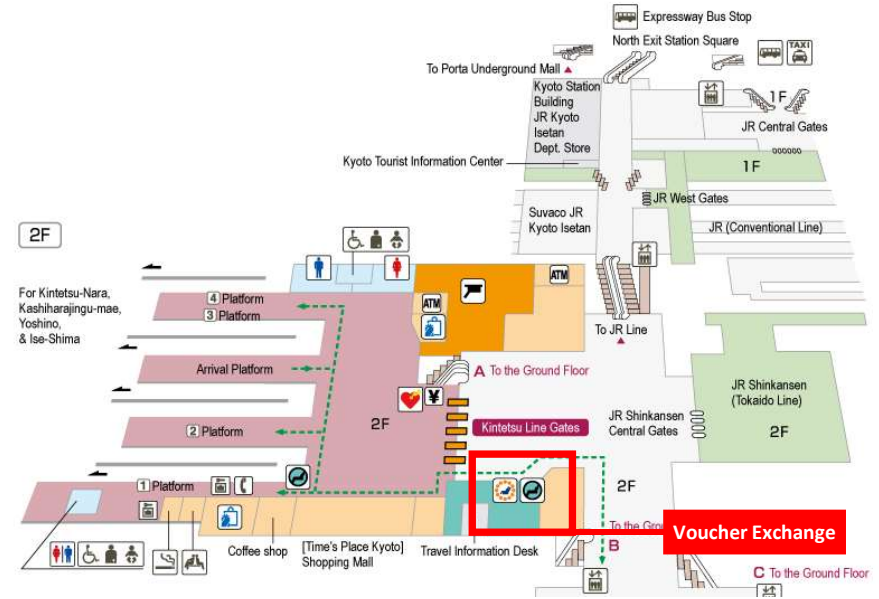 Expressway Bus Stop
North Exit Station Square
TAXI
To Porta Underground Mall ▲
Kyoto Station
Building
JR Kyoto
Isetan
Dept. Store
1F
JR Central Gates
Kyoto Tourist Information Center
1F
JR West Gates
Suvaco JR
Kyoto Isetan
JR (Conventional Line)
2F
ATM
For Kintetsu-Nara,
Kashiharajingu-mae,
Yoshino,
& Ise-Shima
4 Platform
3 Platform
ATM
To JR Line
▲
Arrival Platform
A To the Ground Floor
¥
JR Shinkansen
(Tokaido Line)
2F
2F
Kintetsu Line Gates
JR Shinkansen
Central Gates
2 Platform
1 Platform
2F
To the Grou
B
Voucher Exchange
Coffee shop
[Time's Place Kyoto]
Shopping Mall
Travel Information Desk
C To the Ground Floor